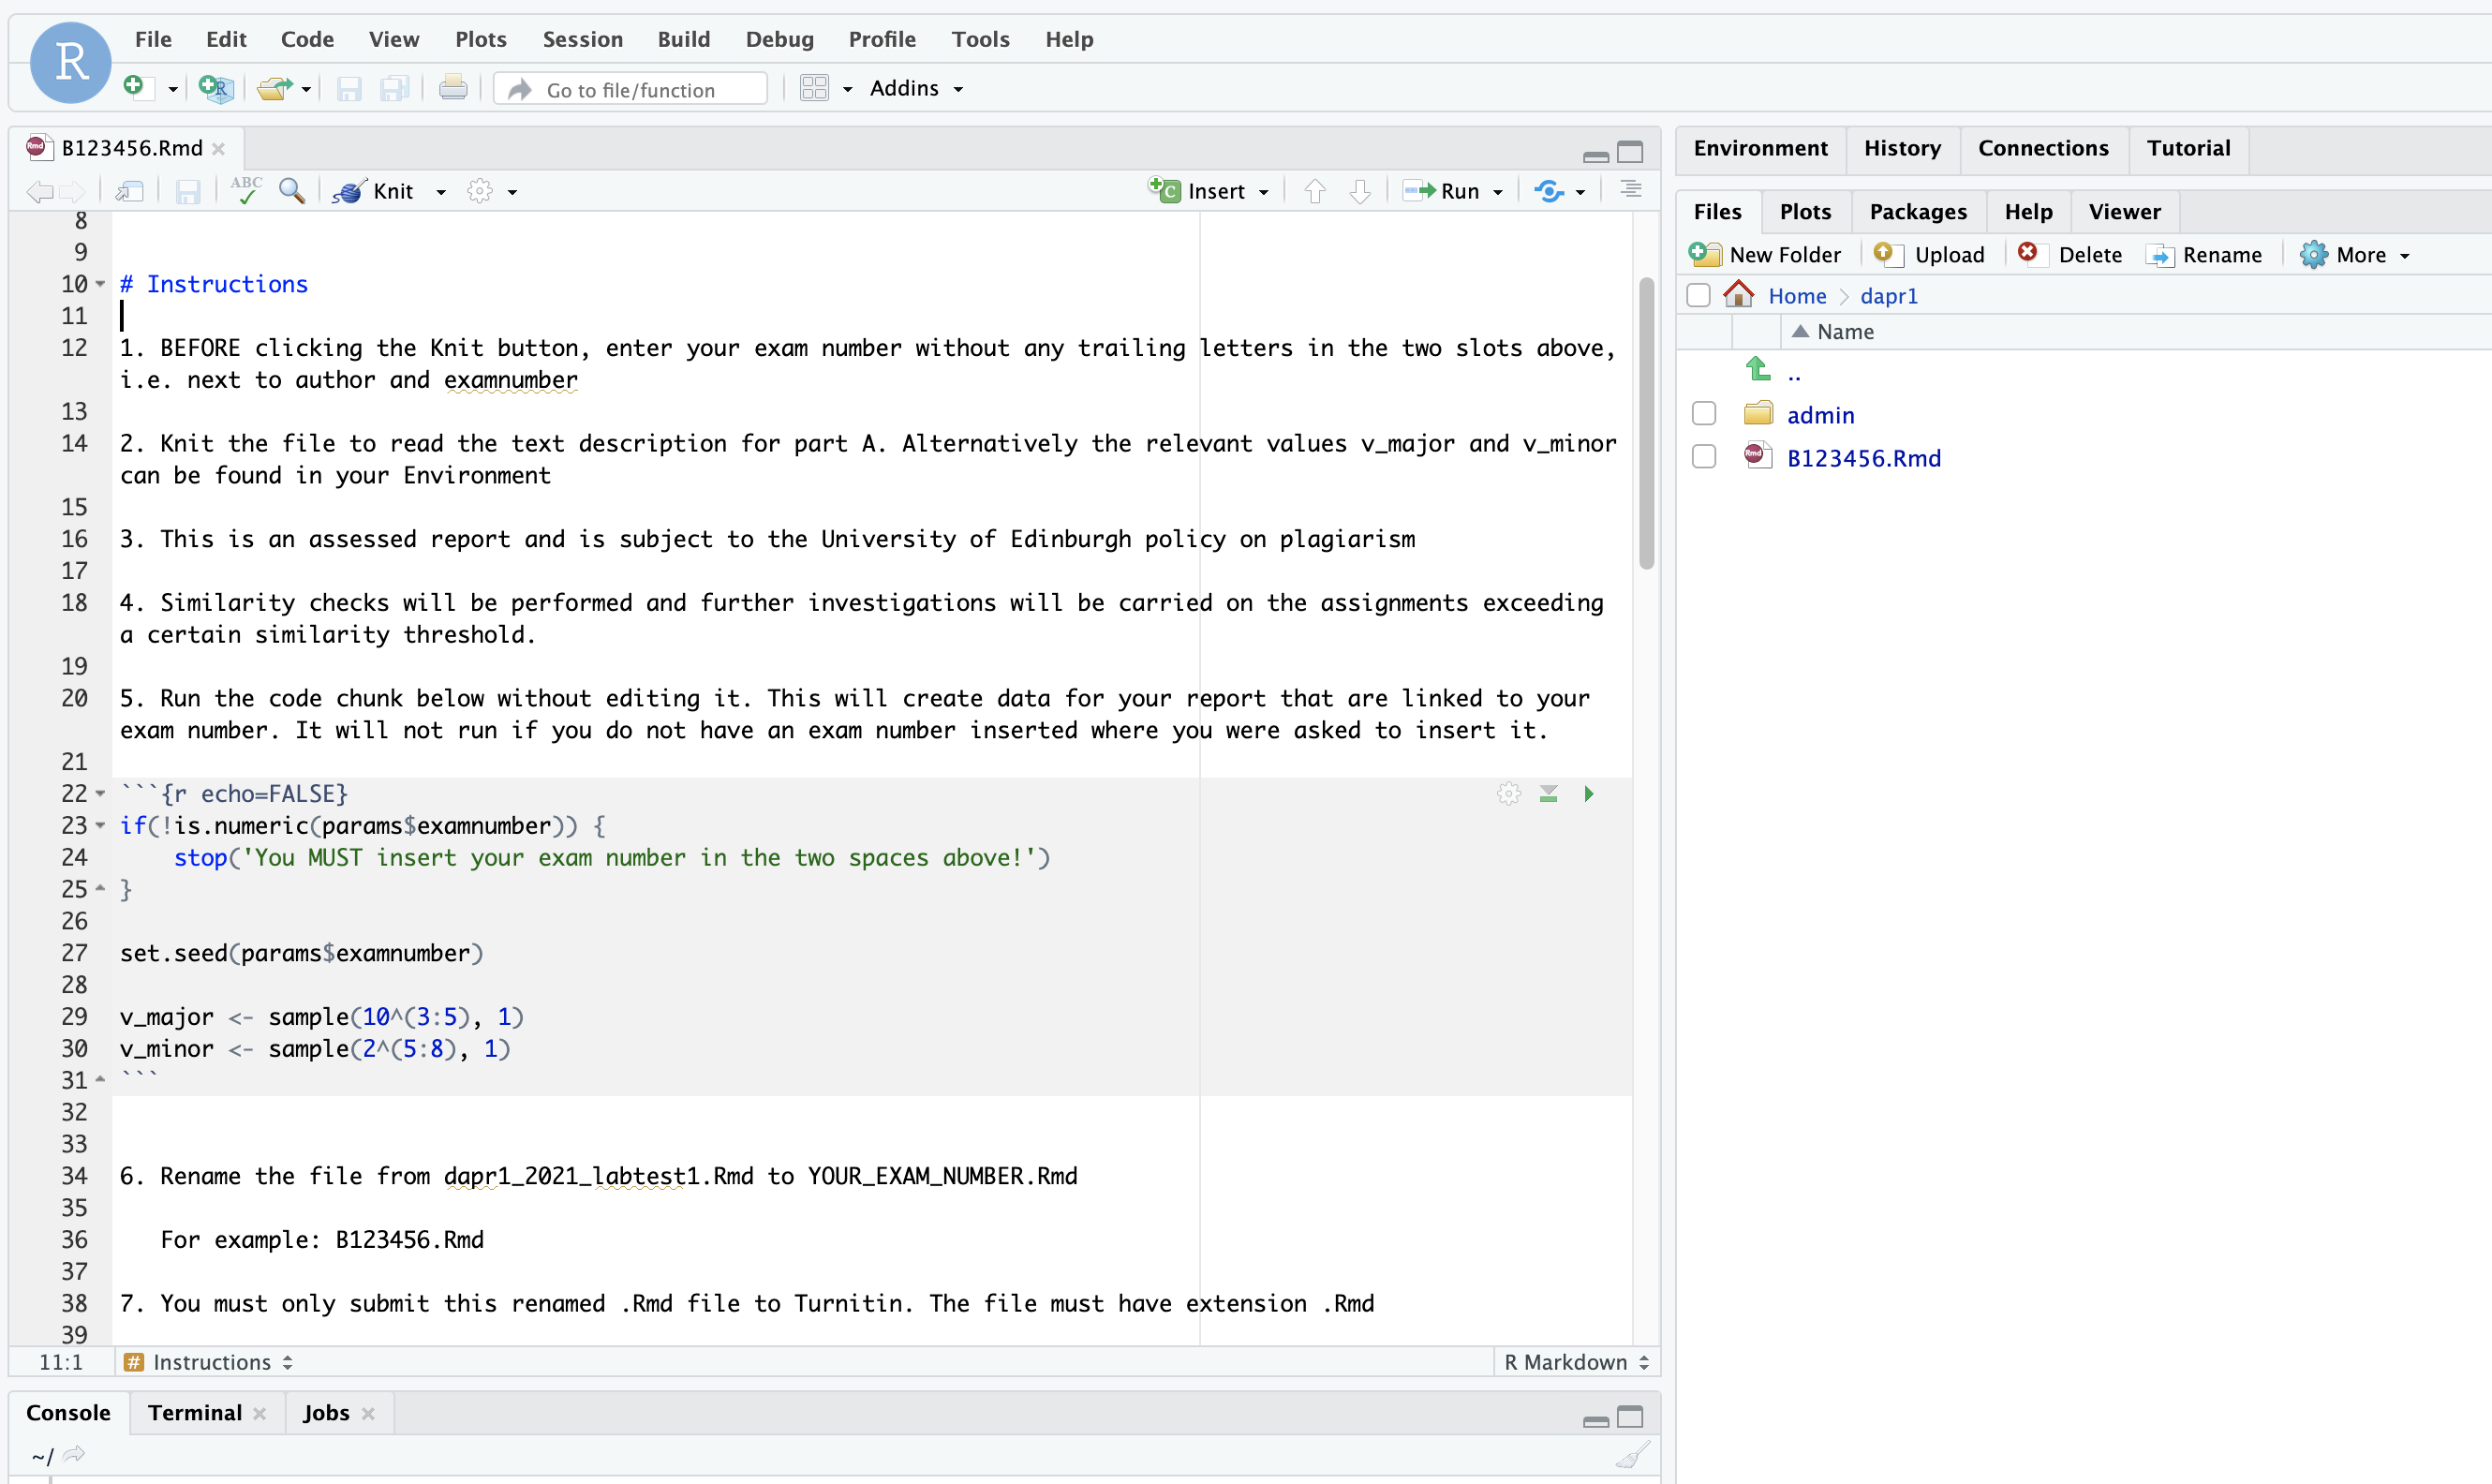 R
File Edit Code View Plots Session Build Debug Profile Tools Help
R Go to file/function Addins
Rmd B123456.Rmd
ABC Knit C Insert Run
8
9
10 # Instructions
11
12 1. BEFORE clicking the Knit button, enter your exam number without any trailing letters in the two slots above,
i.e. next to author and examnumber
13
14 2. Knit the file to read the text description for part A. Alternatively the relevant values v_major and v_minor
can be found in your Environment
15
16 3. This is an assessed report and is subject to the University of Edinburgh policy on plagiarism
17
18 4. Similarity checks will be performed and further investigations will be carried on the assignments exceeding
a certain similarity threshold.
19
20 5. Run the code chunk below without editing it. This will create data for your report that are linked to your
exam number. It will not run if you do not have an exam number inserted where you were asked to insert it.
21
22 ```{r echo=FALSE}
23 if(!is.numeric(params$examnumber)) {
24 stop('You MUST insert your exam number in the two spaces above!')
25 }
26
27 set.seed(params$examnumber)
28
29 v_major <- sample(10^(3:5), 1)
30 v_minor <- sample(2^(5:8), 1)
31 ```
32
33
34 6. Rename the file from dapr1_2021_labtest1.Rmd to YOUR_EXAM_NUMBER.Rmd
35
36 For example: B123456.Rmd
37
38 7. You must only submit this renamed .Rmd file to Turnitin. The file must have extension .Rmd
39
11:1 # Instructions R Markdown
Console Terminal Jobs
~/
Environment History Connections Tutorial
Files Plots Packages Help Viewer
New Folder Upload Delete Rename More
Home dapr1
Name
..
admin
Rmd B123456.Rmd